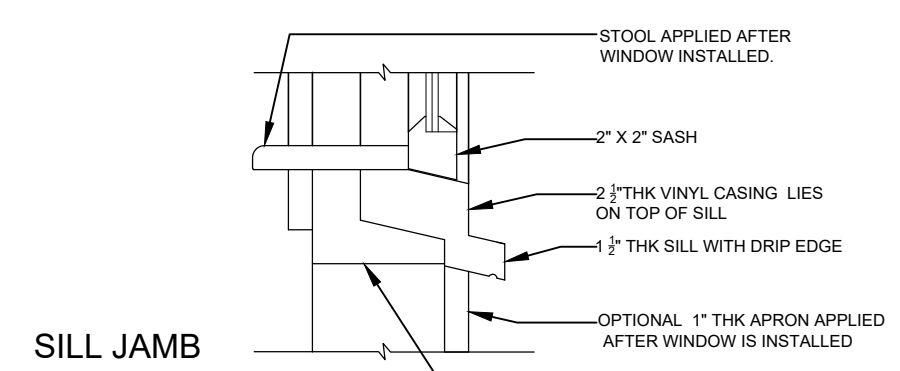 STOOL APPLIED AFTER
WINDOW INSTALLED.
2" X 2" SASH
2 ½"THK VINYL CASING LIES
ON TOP OF SILL
1 ½" THK SILL WITH DRIP EDGE
OPTIONAL 1" THK APRON APPLIED
AFTER WINDOW IS INSTALLED
SILL JAMB